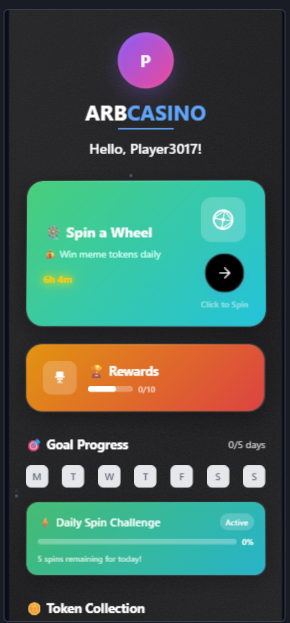 P
ARBCASINO
Hello, Player3017!
Spin a Wheel
Win meme tokens daily
6h 4m
Click to Spin
Rewards
0/10
Goal Progress
0/5 days
M T W T F S S
Daily Spin Challenge
Active
0%
5 spins remaining for today!
Token Collection